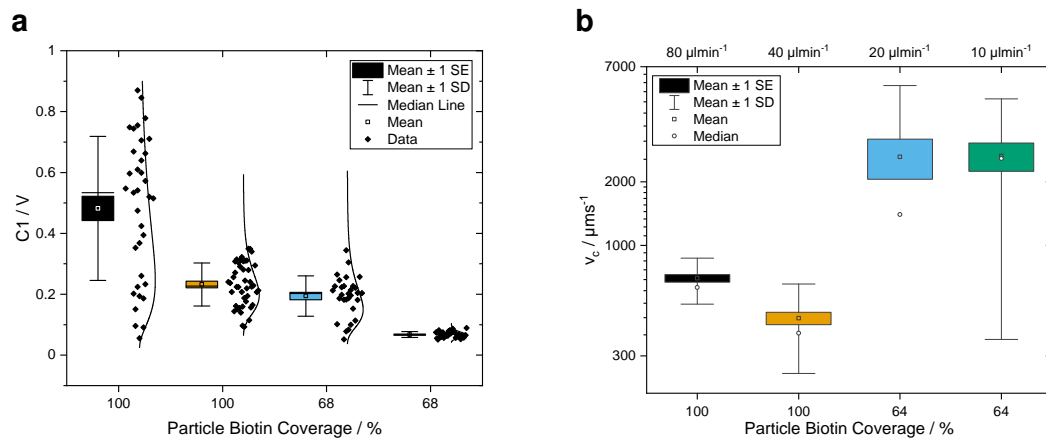 a
1
0.8
0.6
0.4
0.2
0
C1 / V
Mean ± 1 SE
Mean ± 1 SD
Median Line
Mean
Data
100
100
68
68
Particle Biotin Coverage / %
b
80 µlmin-1
40 µlmin-1
20 µlmin-1
10 µlmin-1
7000
2000
1000
300
vc / µms-1
Mean ± 1 SE
Mean ± 1 SD
Mean
Median
100
100
64
64
Particle Biotin Coverage / %